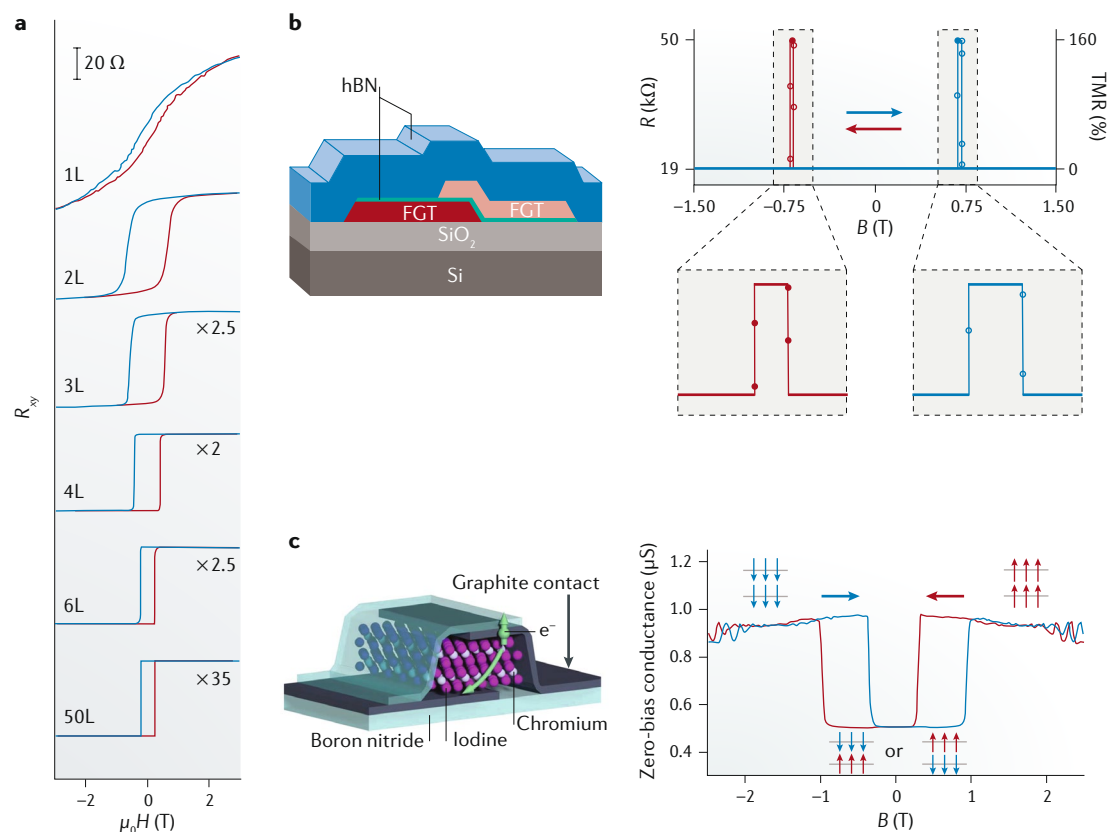 a
20 Ω
1L
2L
×2.5
3L
×2
4L
×2.5
6L
×35
50L
R_xy
−2 0 2
μ₀H (T)
b
hBN
FGT FGT
SiO₂
Si
50 160
R (kΩ) TMR (%)
19 0
−1.50 −0.75 0 0.75 1.50
B (T)
c
Graphite contact
e⁻
Chromium
Boron nitride Iodine
Zero-bias conductance (μS)
1.2
1.0
0.8
0.6
0.4
or
−2 −1 0 1 2
B (T)